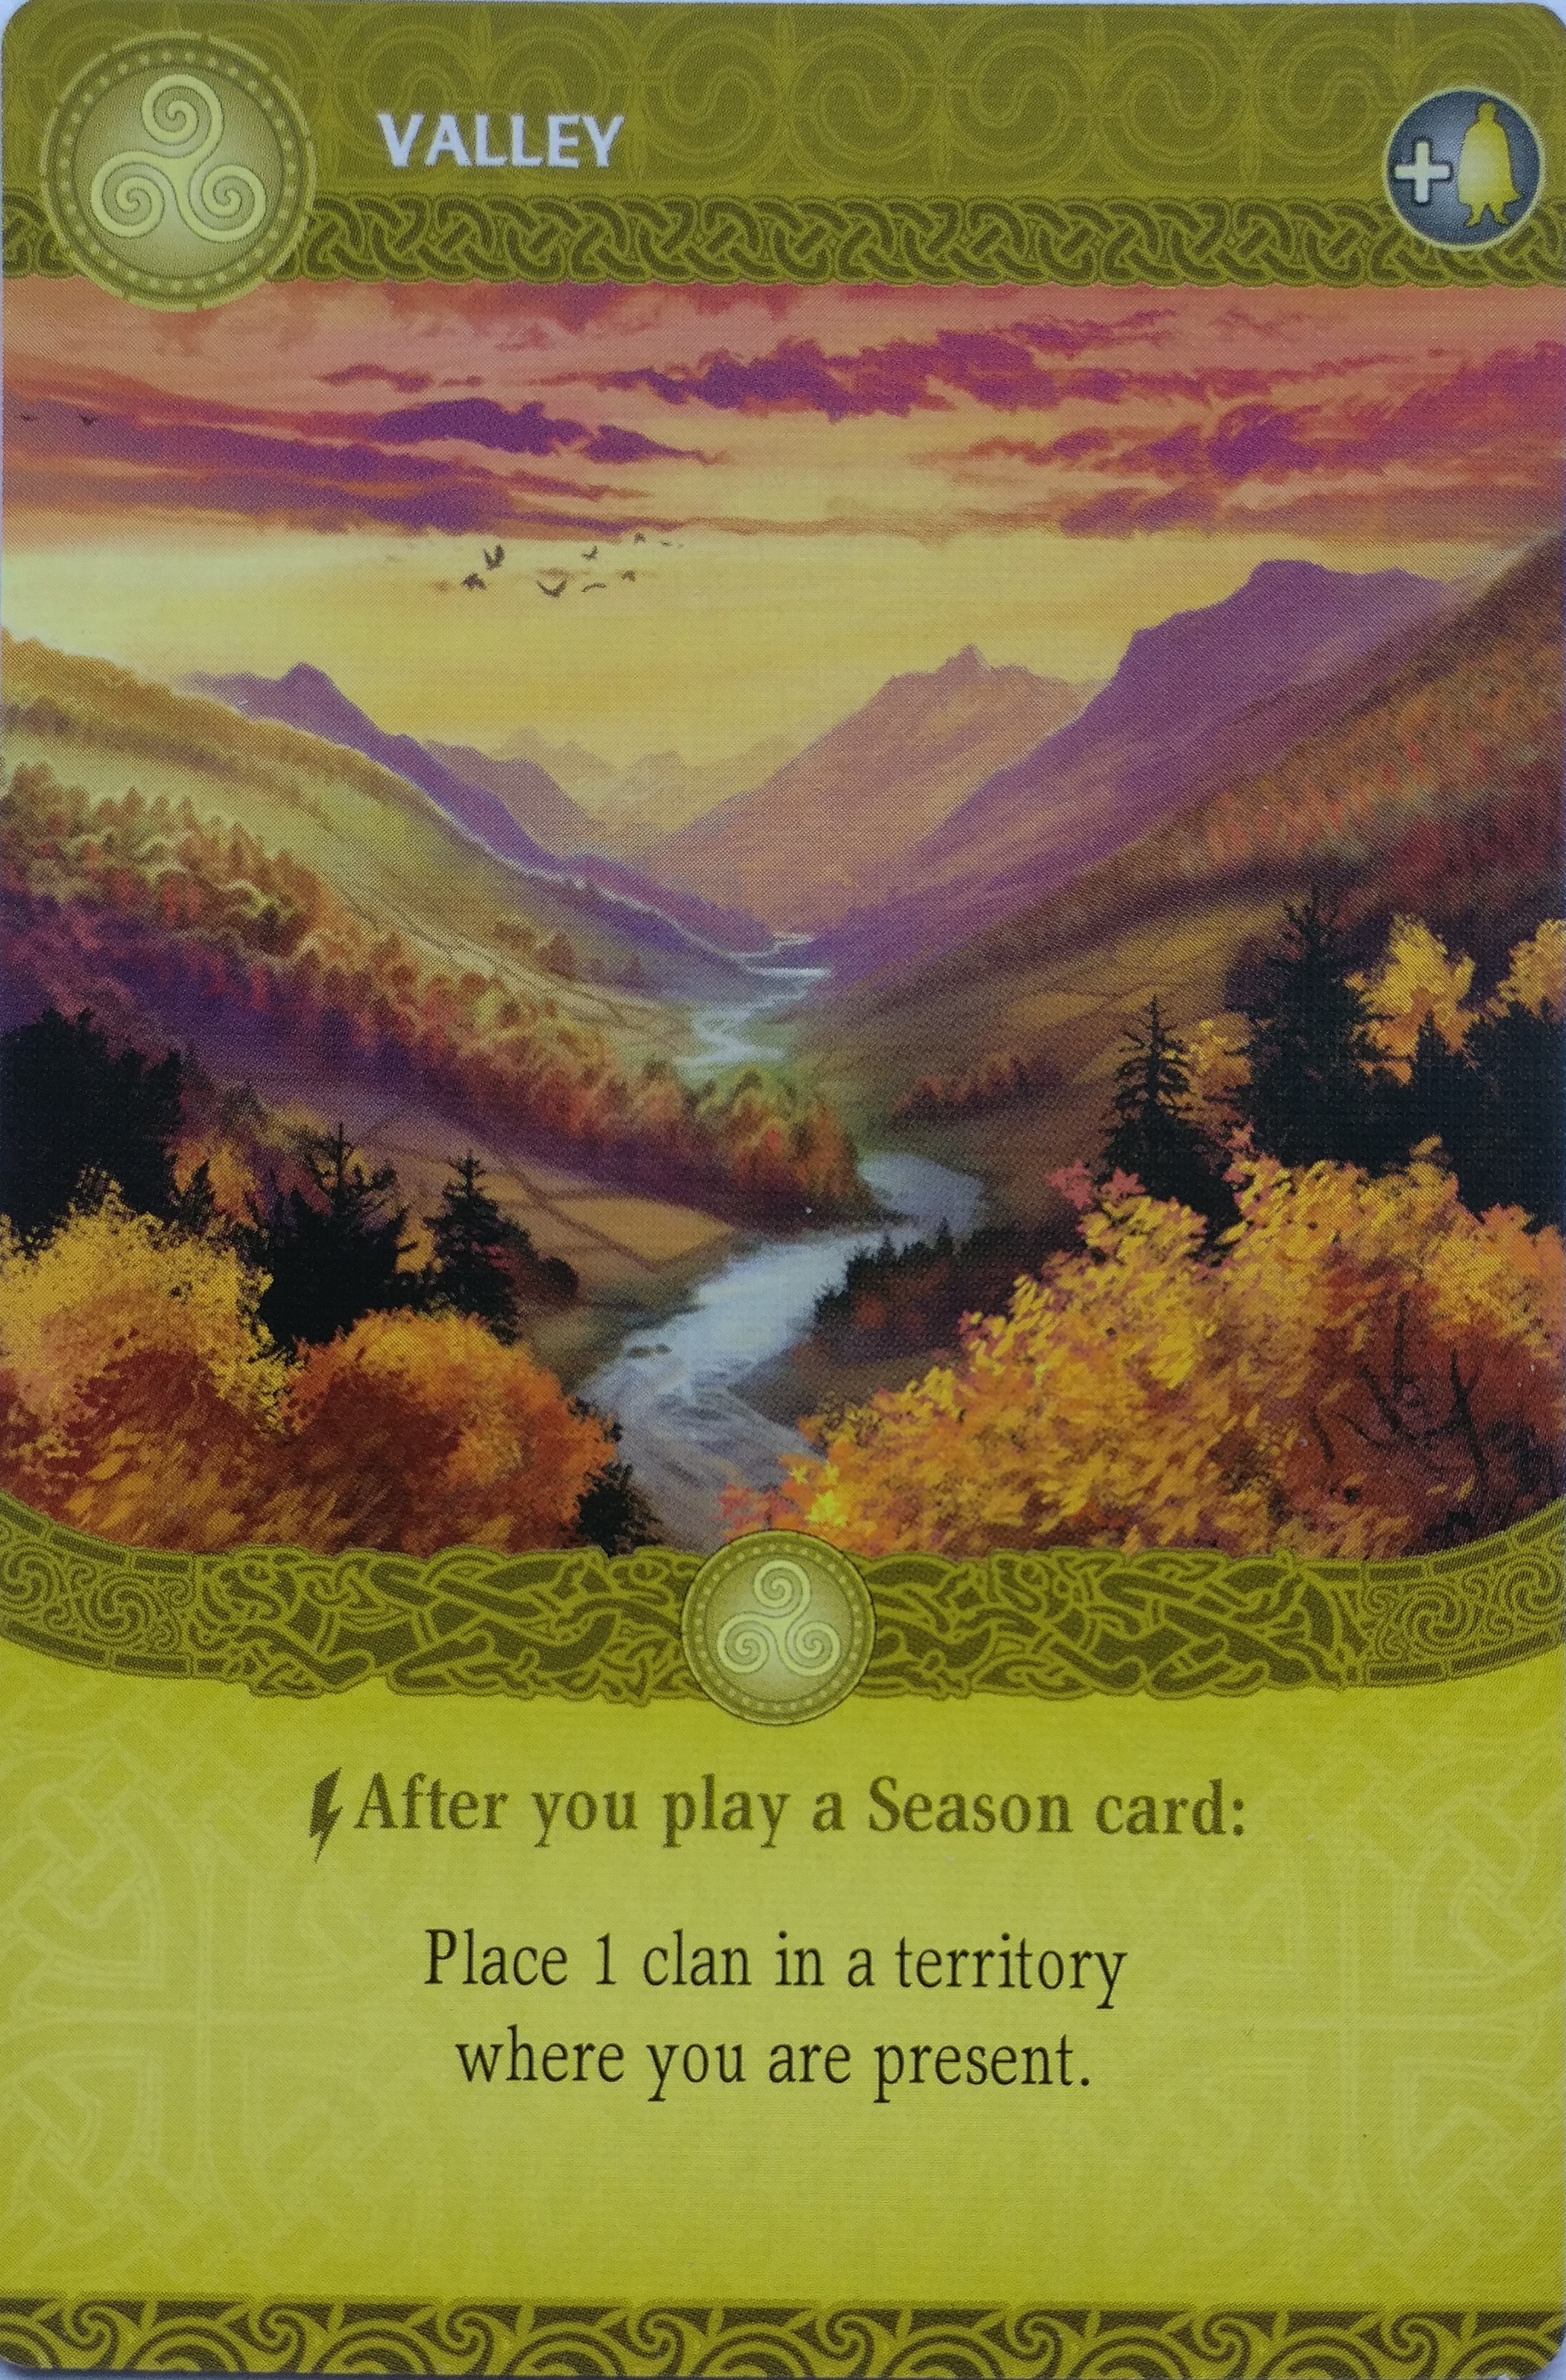 VALLEY
After you play a Season card:
Place 1 clan in a territory
where you are present.